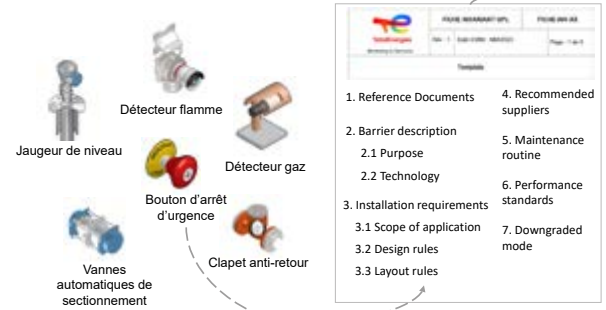 Détecteur flamme
Jaugeur de niveau
Détecteur gaz
Bouton d'arrêt
d'urgence
Clapet anti-retour
Vannes
automatiques de
sectionnement
TotalEnergies
Template
1. Reference Documents
2. Barrier description
2.1 Purpose
2.2 Technology
3. Installation requirements
3.1 Scope of application
3.2 Design rules
3.3 Layout rules
4. Recommended
suppliers
5. Maintenance
routine
6. Performance
standards
7. Downgraded
mode